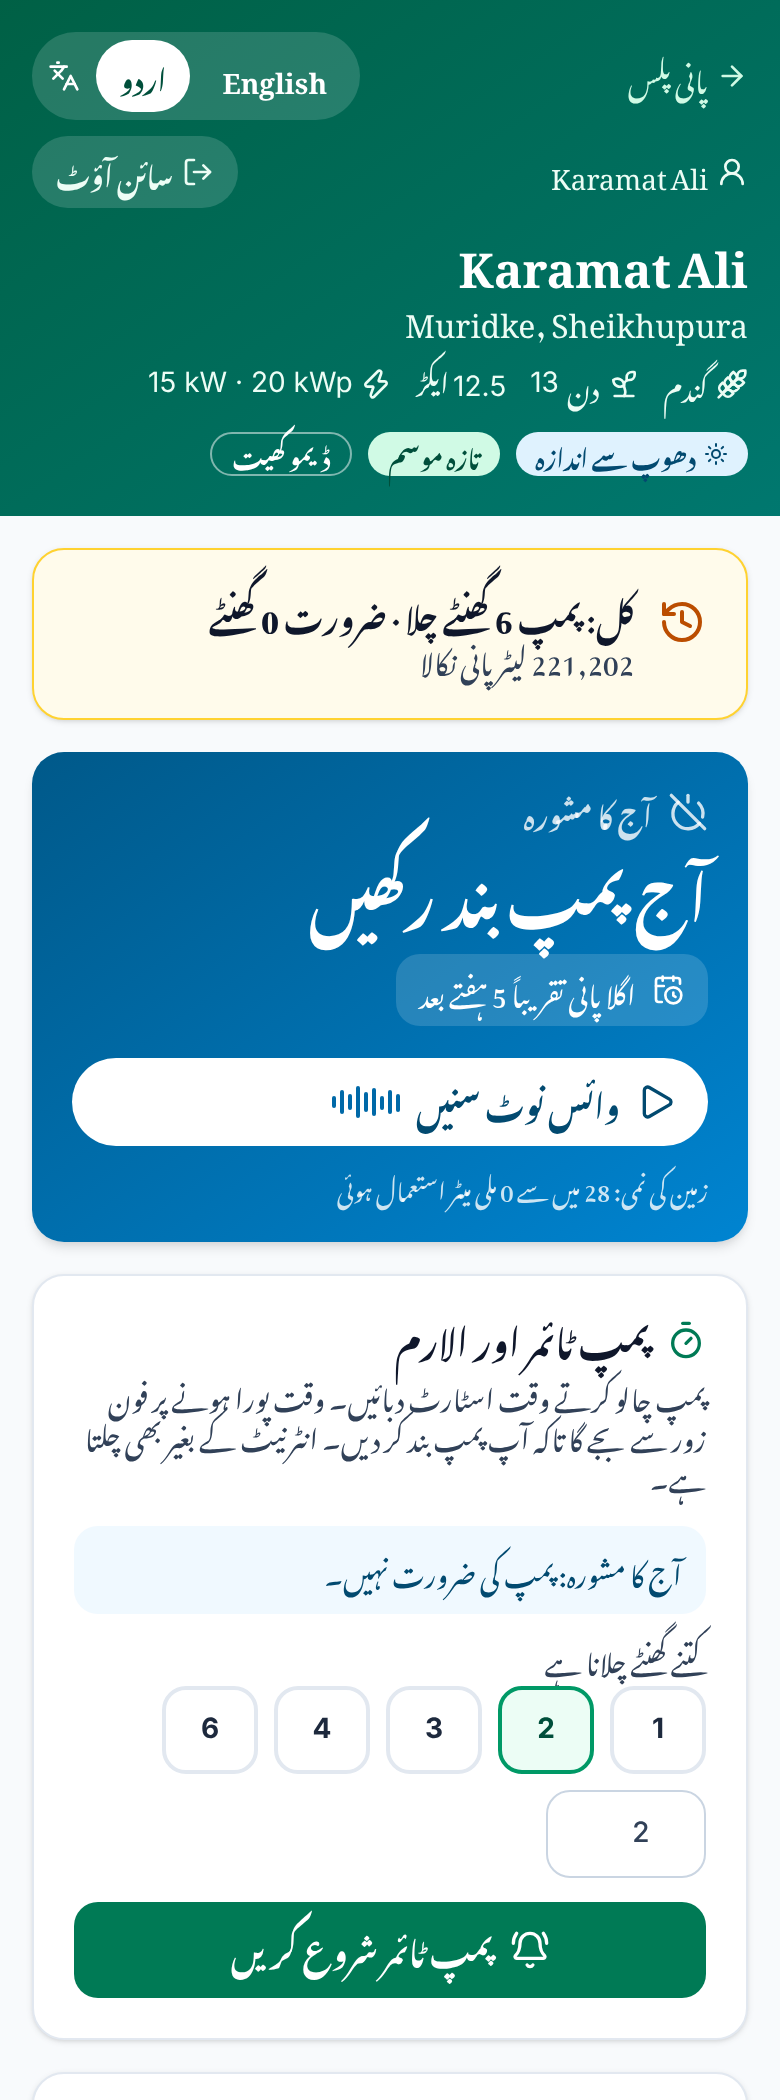 پانی پلس
English
اردو
Karamat Ali
سائن آؤٹ
Karamat Ali
Muridke, Sheikhupura
گندم 13 دن 12.5 ایکڑ 15 kW · 20 kWp
دھوپ سے اندازہ
تازہ موسم
ڈیمو کھیت
کل: پمپ 6 گھنٹے چلا · ضرورت 0 گھنٹے
221,202 لیٹر پانی نکالا
آج کا مشورہ
آج پمپ بند رکھیں
اگلا پانی تقریباً 5 ہفتے بعد
وائس نوٹ سنیں
زمین کی نمی: 28 میں سے 0 ملی میٹر استعمال ہوئی
پمپ ٹائمر اور الارم
پمپ چالو کرتے وقت اسٹارٹ دبائیں۔ وقت پورا ہونے پر فون
زور سے بجے گا تاکہ آپ پمپ بند کر دیں۔ انٹرنیٹ کے بغیر بھی چلتا
ہے۔
آج کا مشورہ: پمپ کی ضرورت نہیں۔
کتنے گھنٹے چلانا ہے
1 2 3 4 6
2
پمپ ٹائمر شروع کریں